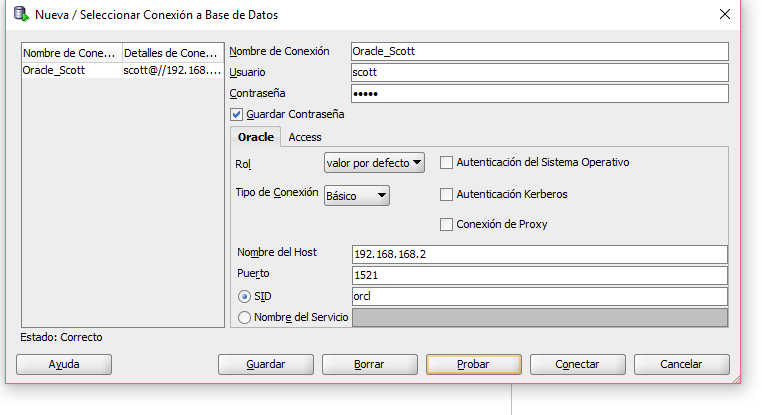 Nueva / Seleccionar Conexión a Base de Datos
Nombre de Cone... Detalles de Cone...
Oracle_Scott scott@//192.168....
Nombre de Conexión Oracle_Scott
Usuario scott
Contraseña •••••
Guardar Contraseña
Oracle Access
Rol valor por defecto Autenticación del Sistema Operativo
Tipo de Conexión Básico Autenticación Kerberos
Conexión de Proxy
Nombre del Host 192.168.168.2
Puerto 1521
SID orcl
Nombre del Servicio
Estado: Correcto
Ayuda Guardar Borrar Probar Conectar Cancelar